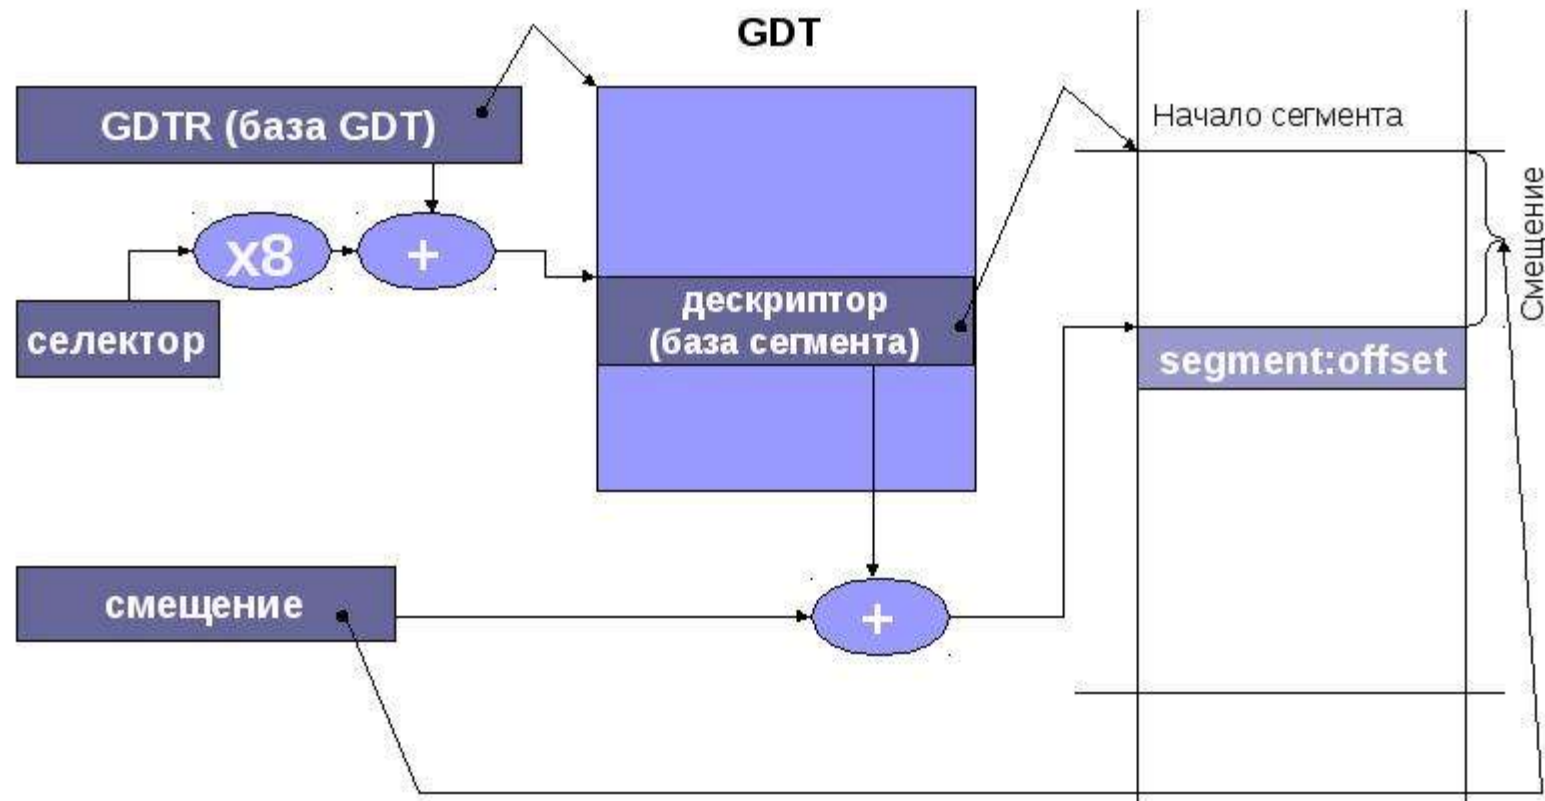 GDT
GDTR (база GDT)
Начало сегмента
Смещение
x8
+
селектор
дескриптор
(база сегмента)
segment:offset
смещение
+